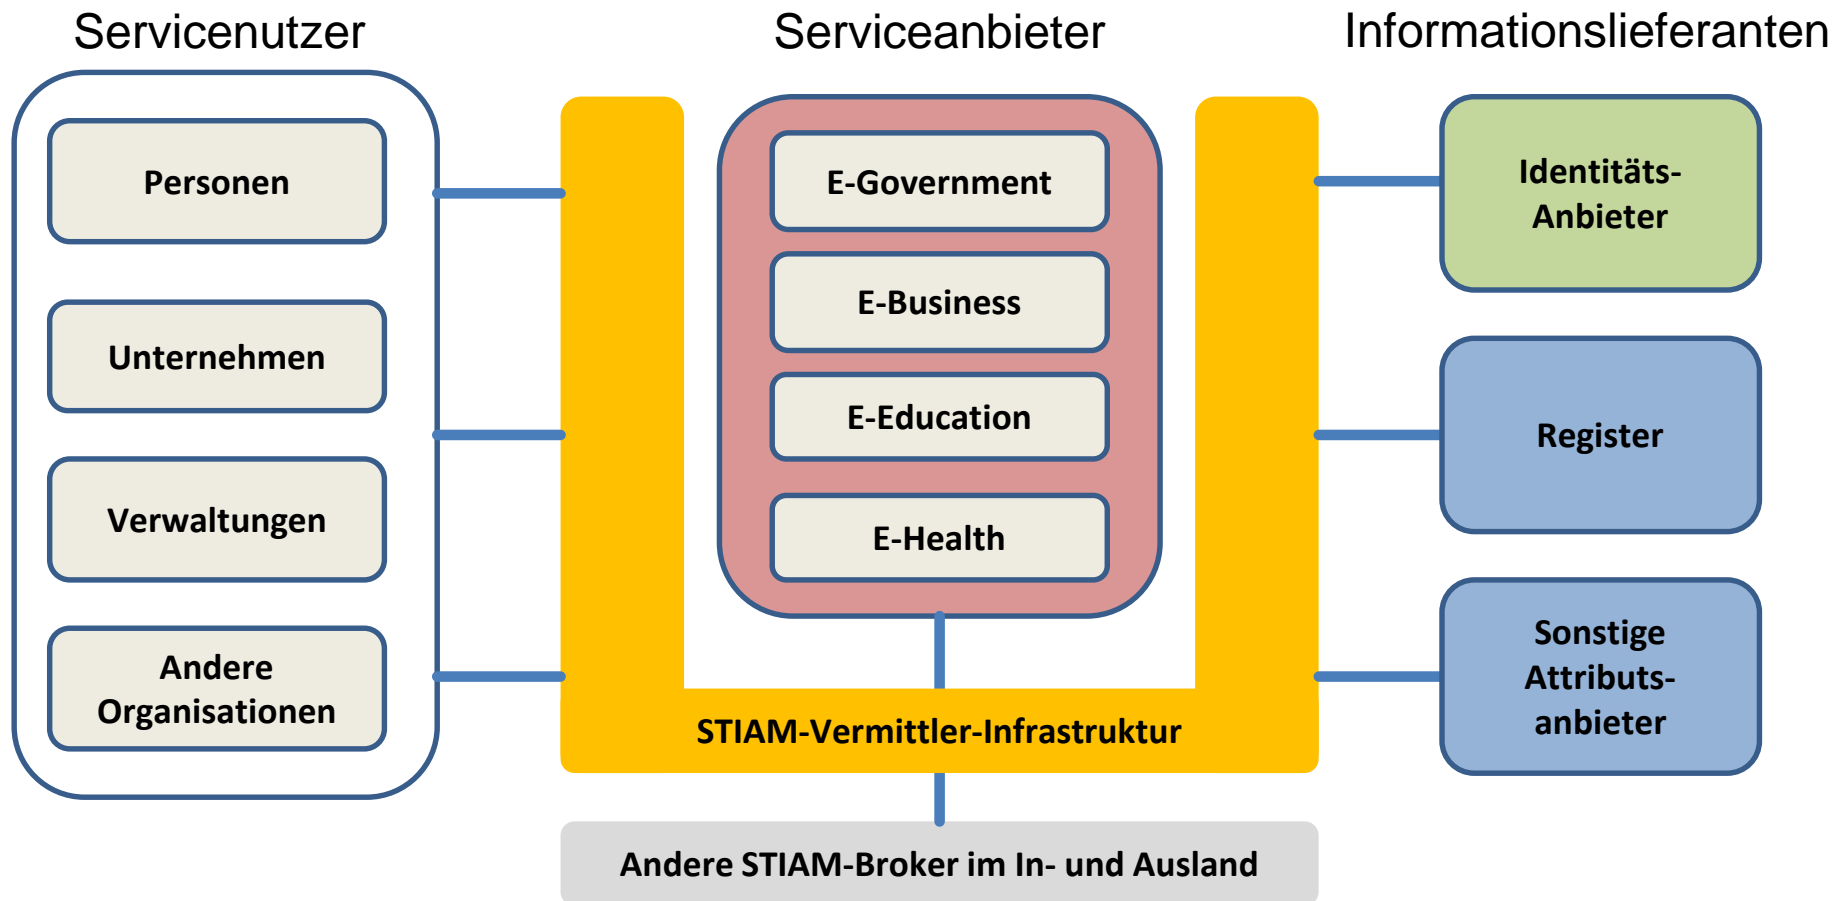 Servicenutzer
Personen
Unternehmen
Verwaltungen
Andere
Organisationen
Serviceanbieter
E-Government
E-Business
E-Education
E-Health
STIAM-Vermittler-Infrastruktur
Andere STIAM-Broker im In- und Ausland
Informationslieferanten
Identitäts-
Anbieter
Register
Sonstige
Attributs-
anbieter